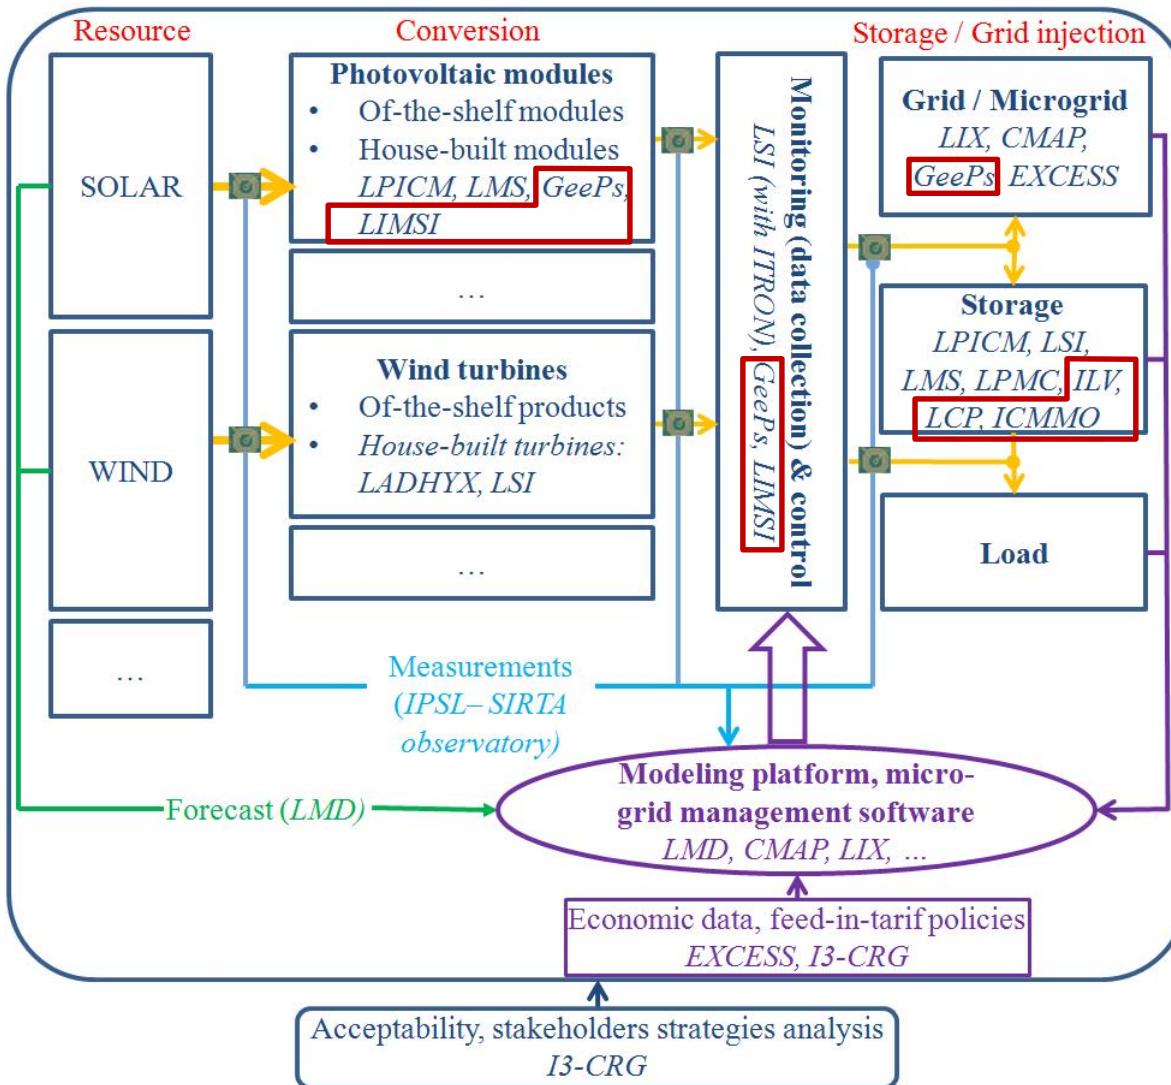 Resource
Conversion
Storage / Grid injection
SOLAR
WIND
…
Photovoltaic modules
• Of-the-shelf modules
• House-built modules
LPICM, LMS, GeePs,
LIMSI
…
Wind turbines
• Of-the-shelf products
• House-built turbines:
LADHYX, LSI
…
Monitoring (data collection) & control
LSI (with ITRON), GeePs, LIMSI
Grid / Microgrid
LIX, CMAP,
GeePs, EXCESS
Storage
LPICM, LSI,
LMS, LPMC, ILV,
LCP, ICMMO
Load
Measurements
(IPSL– SIRTA
observatory)
Forecast (LMD)
Modeling platform, micro-
grid management software
LMD, CMAP, LIX, …
Economic data, feed-in-tarif policies
EXCESS, I3-CRG
Acceptability, stakeholders strategies analysis
I3-CRG